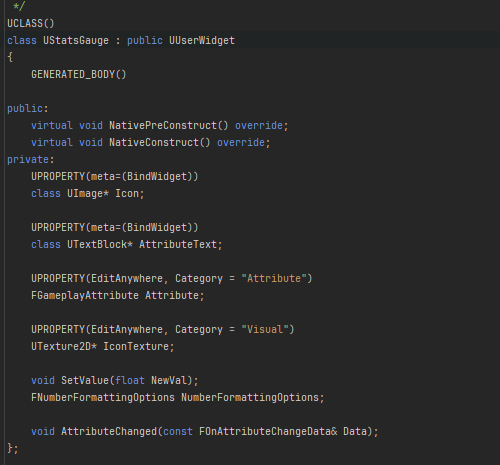 */
UCLASS()
class UStatsGauge : public UUserWidget
{
GENERATED_BODY()
public:
virtual void NativePreConstruct() override;
virtual void NativeConstruct() override;
private:
UPROPERTY(meta=(BindWidget))
class UImage* Icon;
UPROPERTY(meta=(BindWidget))
class UTextBlock* AttributeText;
UPROPERTY(EditAnywhere, Category = "Attribute")
FGameplayAttribute Attribute;
UPROPERTY(EditAnywhere, Category = "Visual")
UTexture2D* IconTexture;
void SetValue(float NewVal);
FNumberFormattingOptions NumberFormattingOptions;
void AttributeChanged(const FOnAttributeChangeData& Data);
};